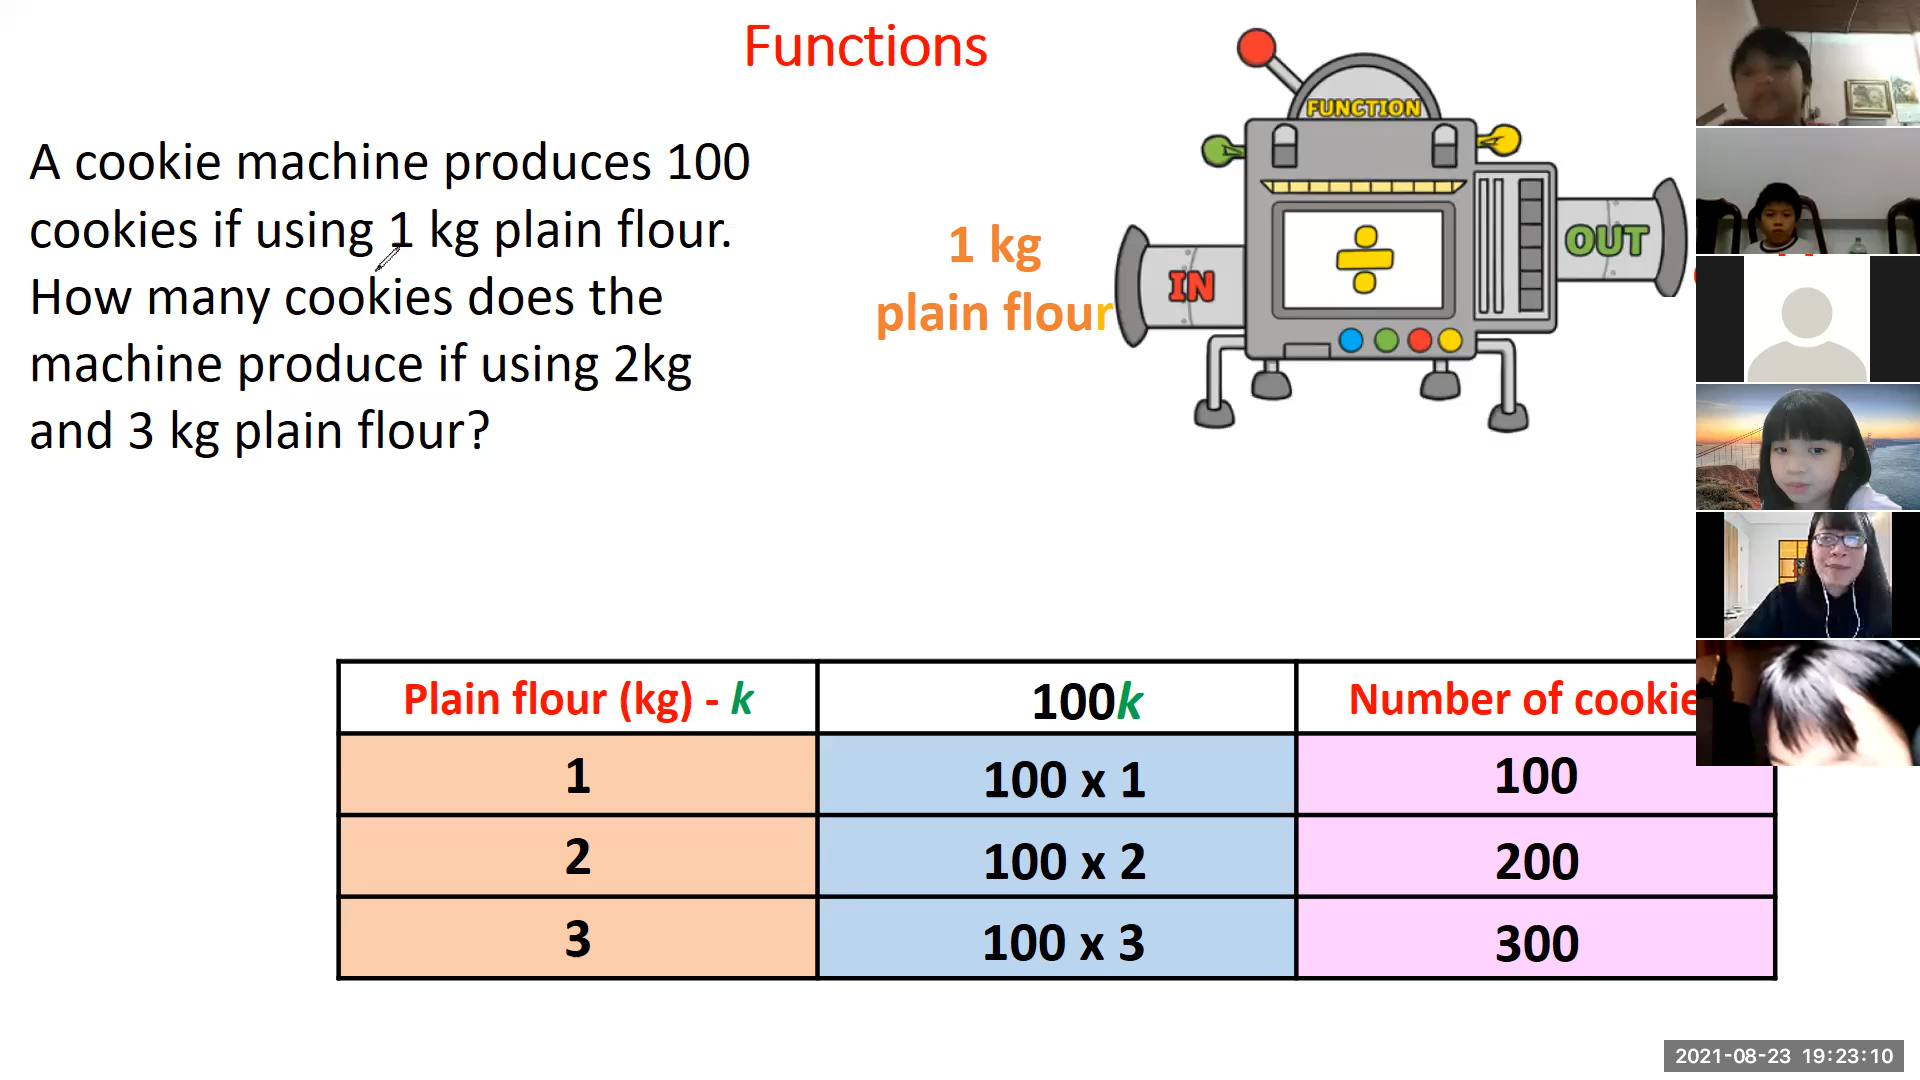 Functions
A cookie machine produces 100
cookies if using 1 kg plain flour.
How many cookies does the
machine produce if using 2kg
and 3 kg plain flour?
1 kg
plain flour
FUNCTION
IN
OUT
Plain flour (kg) - k 100k Number of cookie
1 100 x 1 100
2 100 x 2 200
3 100 x 3 300
2021-08-23 19:23:10